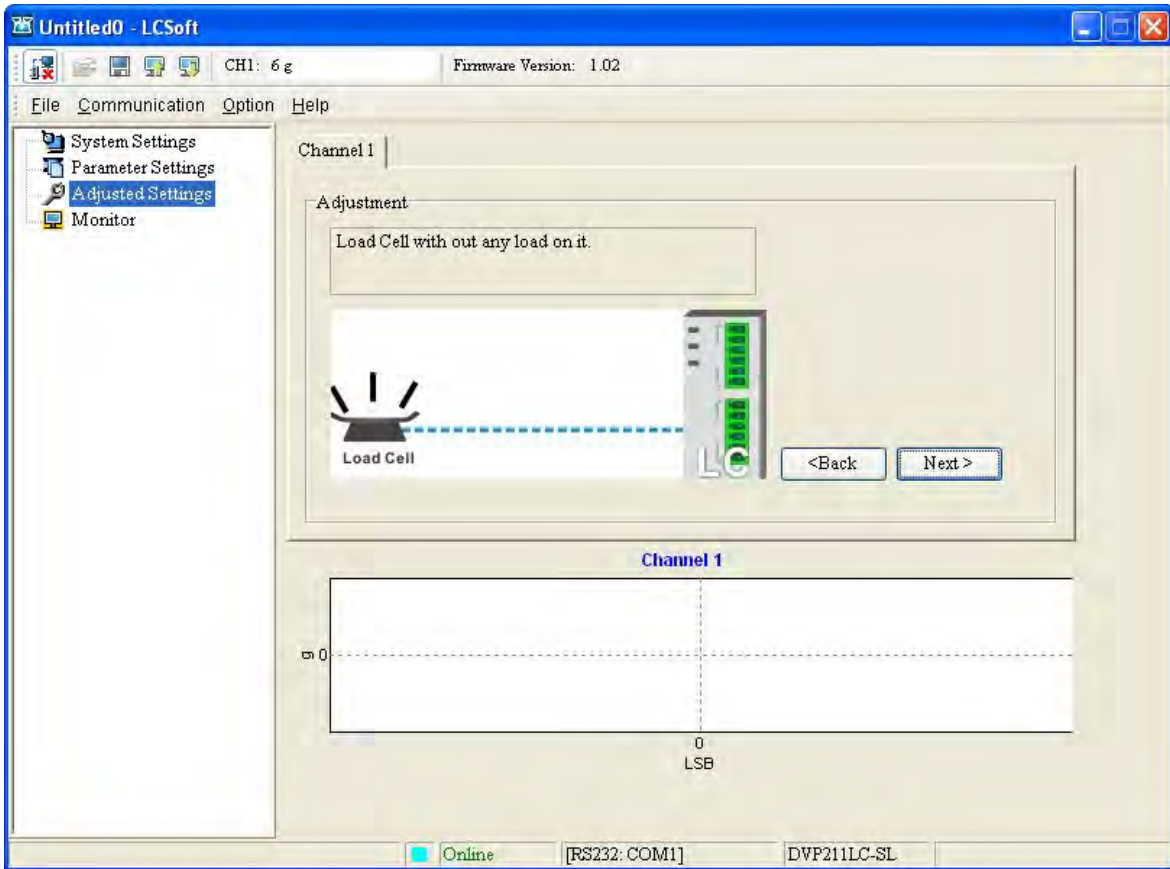 Untitled0 - LCSoft
CH1: 6 g
Firmware Version: 1.02
File Communication Option Help
System Settings
Parameter Settings
Adjusted Settings
Monitor
Channel 1
Adjustment
Load Cell with out any load on it.
Load Cell
LC
<Back
Next >
Channel 1
g
0
0
LSB
Online
[RS232: COM1]
DVP211LC-SL